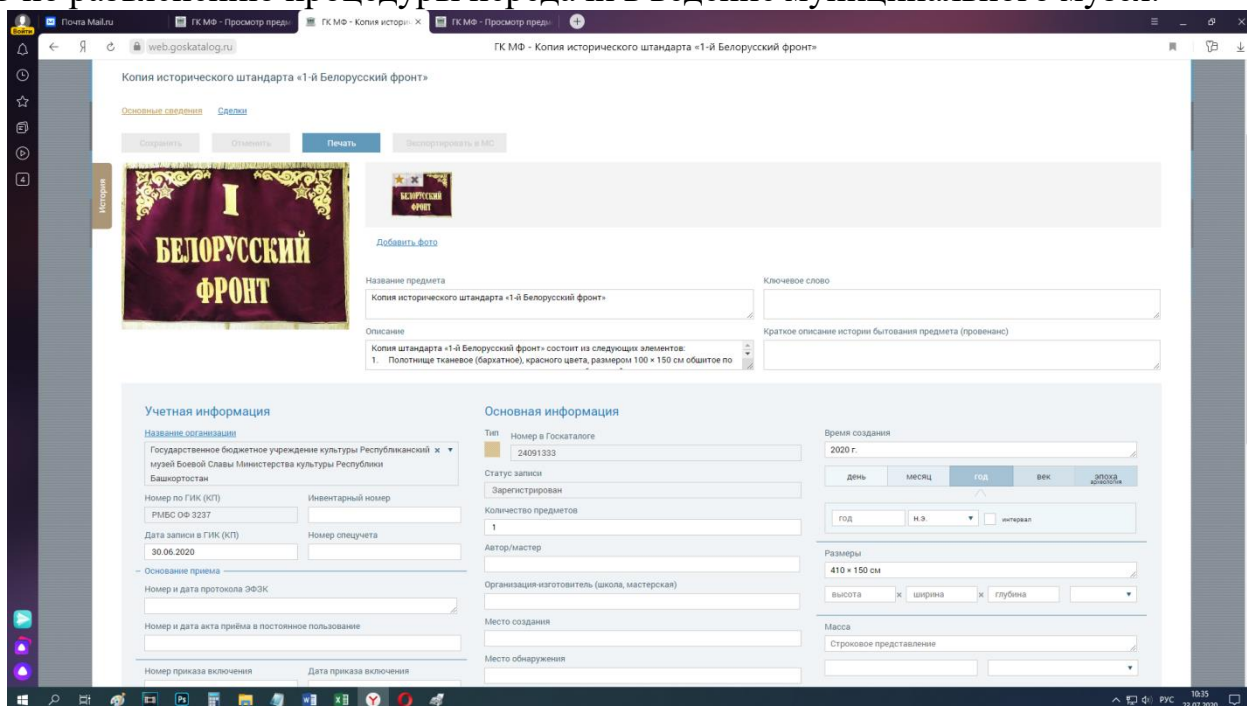 Почта Mail.ru
ГК МФ - Просмотр предм
ГК МФ - Копия историч
ГК МФ - Просмотр предм
Войти
web.goskatalog.ru
ГК МФ - Копия исторического штандарта «1-й Белорусский фронт»
4
Копия исторического штандарта «1-й Белорусский фронт»
Основные сведения Сделки
Сохранить Отменить Печать Экспортировать в МС
История
I
БЕЛОРУССКИЙ
ФРОНТ
БЕЛОРУССКИЙ
ФРОНТ
Добавить фото
Название предмета
Копия исторического штандарта «1-й Белорусский фронт»
Ключевое слово
Описание
Копия штандарта «1-й Белорусский фронт» состоит из следующих элементов:
1. Полотнище тканевое (бархатное), красного цвета, размером 100 × 150 см обшитое по
Краткое описание истории бытования предмета (провенанс)
Учетная информация
Название организации
Государственное бюджетное учреждение культуры Республиканский
музей Боевой Славы Министерства культуры Республики
Башкортостан
Номер по ГИК (КП) Инвентарный номер
РМБС ОФ 3237
Дата записи в ГИК (КП) Номер спецучета
30.06.2020
Основание приема
Номер и дата протокола ЭФЗК
Номер и дата акта приёма в постоянное пользование
Номер приказа включения Дата приказа включения
Основная информация
Тип Номер в Госкаталоге
24091333
Статус записи
Зарегистрирован
Количество предметов
1
Автор/мастер
Организация-изготовитель (школа, мастерская)
Место создания
Место обнаружения
Время создания
2020 г.
день месяц год век эпоха
археология
год н.э. интервал
Размеры
410 × 150 см
высота × ширина × глубина
Масса
Строковое представление
РУС
10:35
23.07.2020